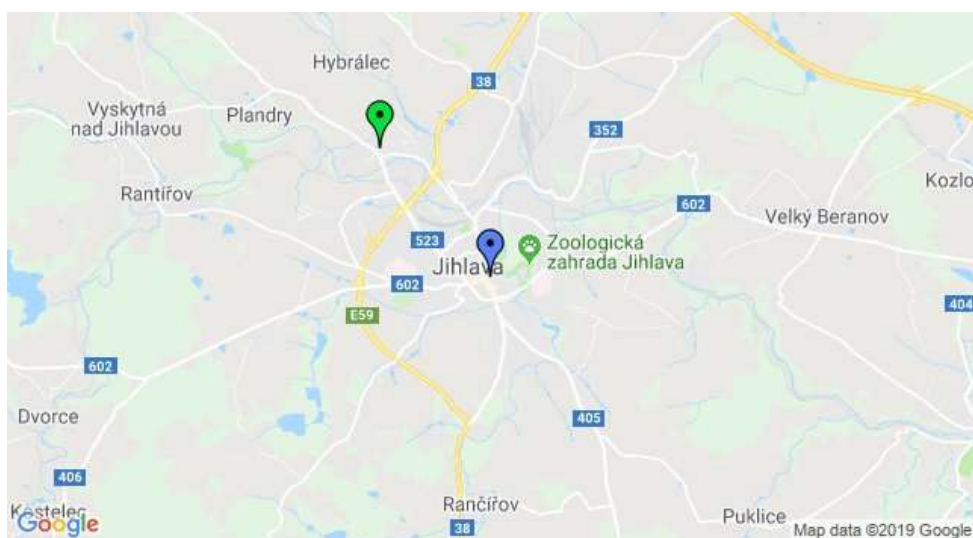 Hybrálec
38
Vyskytná
nad Jihlavou
Plandry
352
Kozlo
Rantířov
602
Velký Beranov
523
Zoologická
zahrada Jihlava
Jihlava
602
404
E59
602
Dvorce
405
406
Kostelec
Google
Rančířov
38
Puklice
Map data ©2019 Google